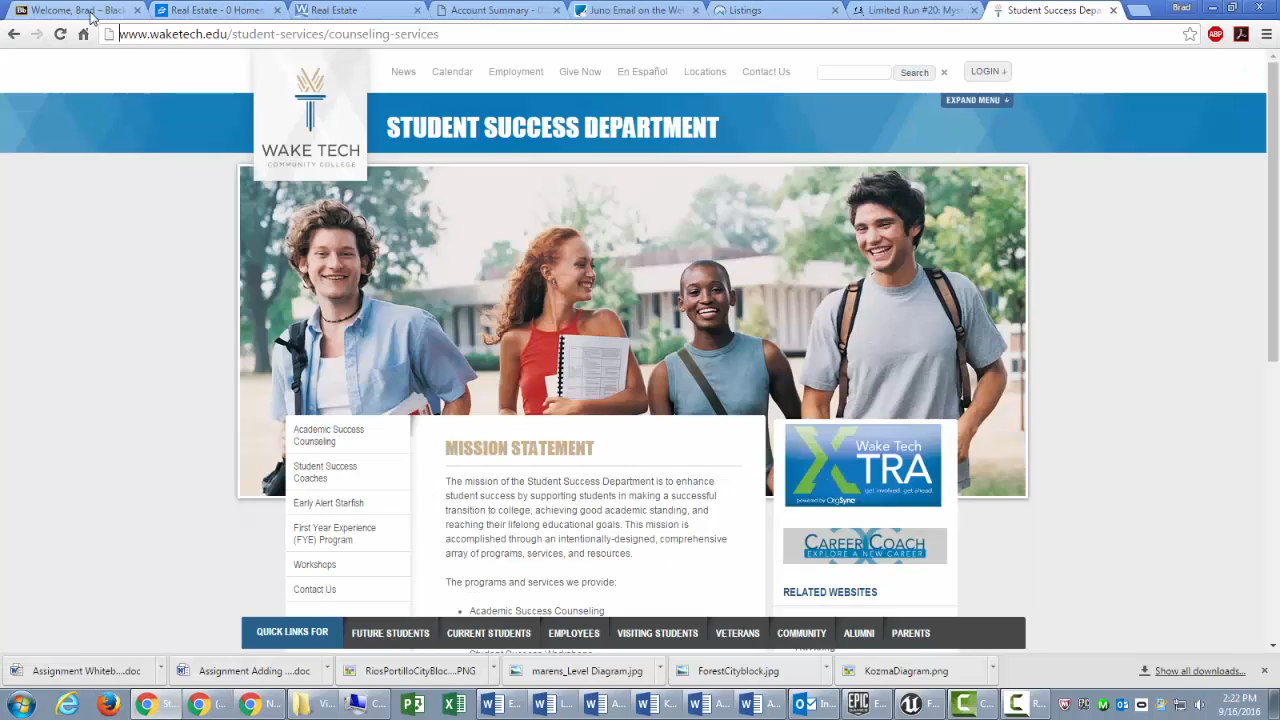 Welcome, Brad – Blac
Real Estate - 0 Homes
Real Estate
Account Summary - 0
Juno Email on the We
Listings
Limited Run #20: Mys
Student Success Depa
Brad
www.waketech.edu/student-services/counseling-services
ABP
News
Calendar
Employment
Give Now
En Español
Locations
Contact Us
Search
LOGIN
EXPAND MENU
STUDENT SUCCESS DEPARTMENT
WAKE TECH
COMMUNITY COLLEGE
Academic Success
Counseling
Student Success
Coaches
Early Alert Starfish
First Year Experience
(FYE) Program
Workshops
Contact Us
MISSION STATEMENT
The mission of the Student Success Department is to enhance
student success by supporting students in making a successful
transition to college, achieving good academic standing, and
reaching their lifelong educational goals. This mission is
accomplished through an intentionally-designed, comprehensive
array of programs, services, and resources.
The programs and services we provide:
• Academic Success Counseling
Wake Tech
XTRA
get involved. get ahead.
powered by OrgSync
CAREER COACH
EXPLORE A NEW CAREER
RELATED WEBSITES
QUICK LINKS FOR
FUTURE STUDENTS
CURRENT STUDENTS
EMPLOYEES
VISITING STUDENTS
VETERANS
COMMUNITY
ALUMNI
PARENTS
Assignment Whiteb....doc
Assignment Adding ....doc
RiosPortilloCityBloc....PNG
marens_Level Diagram.jpg
ForestCityblock.jpg
KozmaDiagram.png
Show all downloads...
St...
(...
N...
Vi...
C...
W...
L...
A...
K...
W...
A...
W...
A...
In...
EPIC
GAMES
F...
C...
R...
2:22 PM
9/16/2016